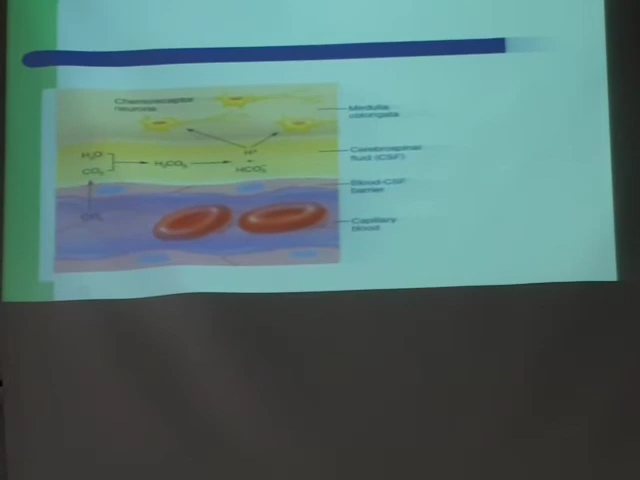 Chemoreceptor
neurons
Medulla
oblongata
H+
+
HCO3-
H2O
CO2
H2CO3
Cerebrospinal
fluid (CSF)
Blood-CSF
barrier
CO2
Capillary
blood